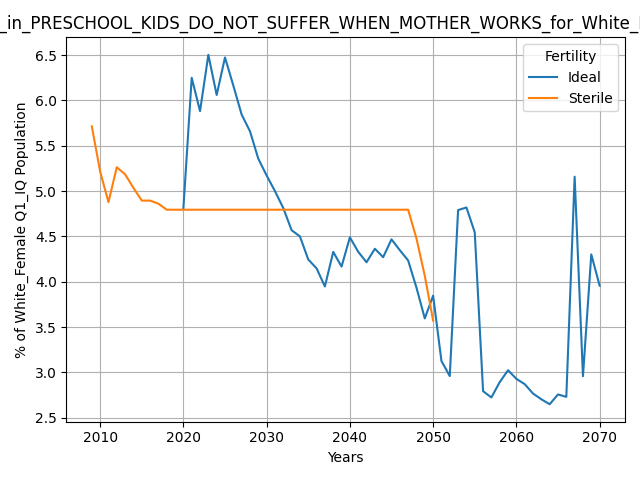 _in_PRESCHOOL_KIDS_DO_NOT_SUFFER_WHEN_MOTHER_WORKS_for_White_
Fertility
Ideal
Sterile
% of White_Female Q1_IQ Population
6.5
6.0
5.5
5.0
4.5
4.0
3.5
3.0
2.5
2010 2020 2030 2040 2050 2060 2070
Years